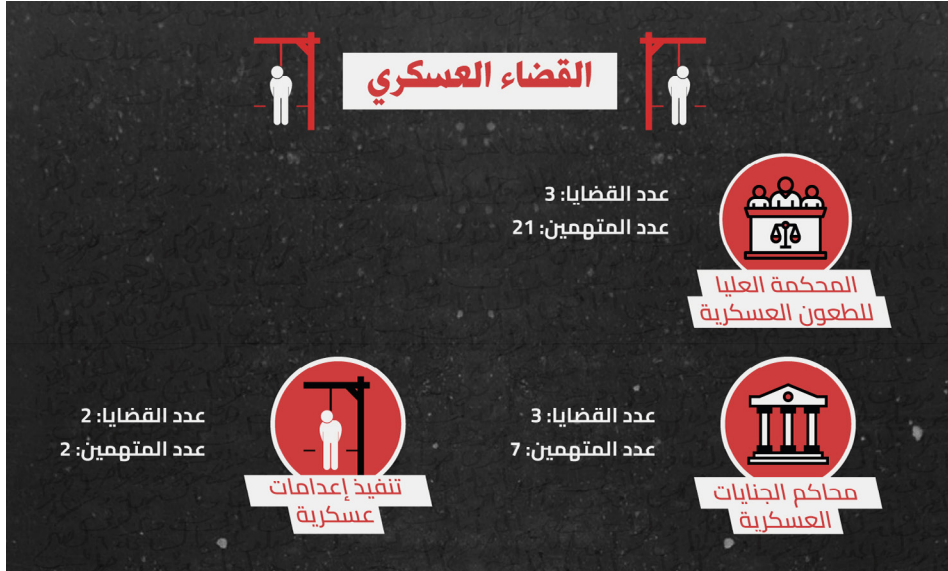 القضاء العسكري
عدد القضايا: 3
عدد المتهمين: 21
المحكمة العليا
للطعون العسكرية
عدد القضايا: 3
عدد المتهمين: 7
محاكم الجنايات
العسكرية
عدد القضايا: 2
عدد المتهمين: 2
تنفيذ إعدامات
عسكرية